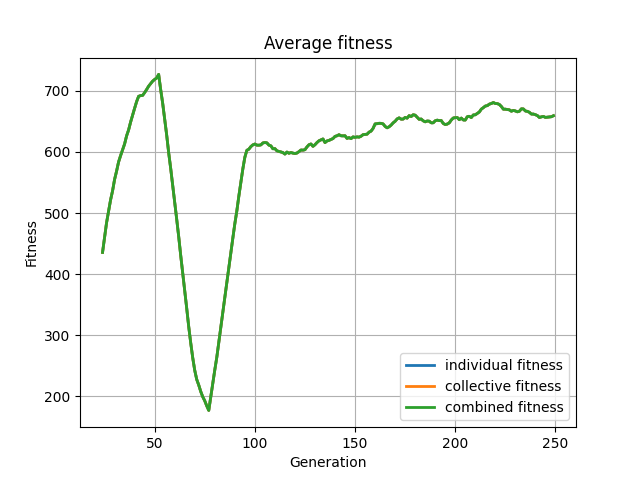 Average fitness
Fitness
700
600
500
400
300
200
50
100
150
200
250
Generation
individual fitness
collective fitness
combined fitness